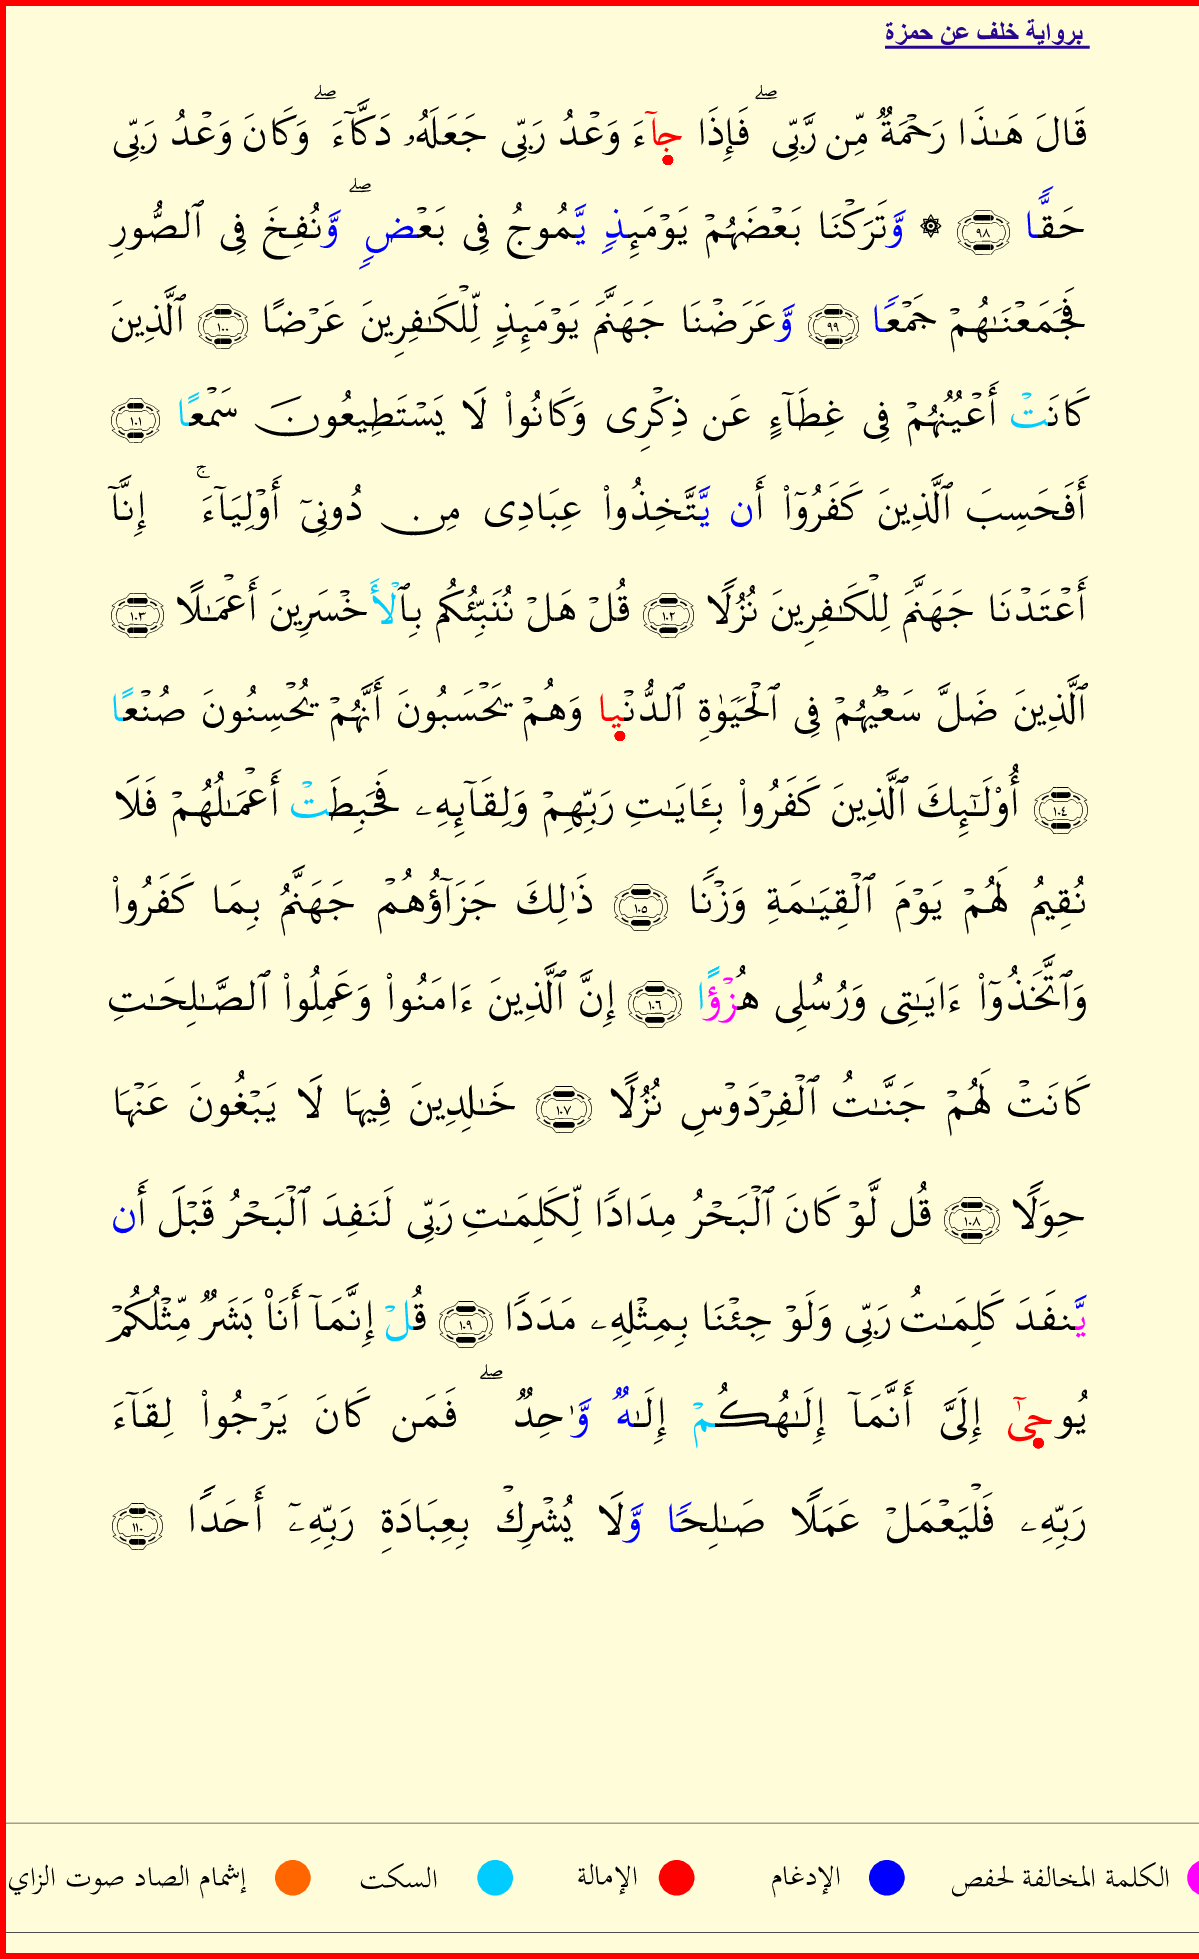 برواية خلف عن حمزة
قَالَ هَـٰذَا رَحْمَةٌ مِّن رَّبِّى ۖ فَإِذَا جآءَ وَعْدُ رَبِّى جَعَلَهُۥ دَكَّآءَ ۖ وَكَانَ وَعْدُ رَبِّى
حَقًّا ٩٨ ۞ وَّتَرَكْنَا بَعْضَهُمْ يَوْمَئِذٍ يَّمُوجُ فِى بَعْضٍ ۖ وَّنُفِخَ فِى ٱلصُّورِ
فَجَمَعْنَـٰهُمْ جَمْعًا ٩٩ وَّعَرَضْنَا جَهَنَّمَ يَوْمَئِذٍ لِّلْكَـٰفِرِينَ عَرْضًا ١٠٠ ٱلَّذِينَ
كَانَتْ أَعْيُنُهُمْ فِى غِطَآءٍ عَن ذِكْرِى وَكَانُوا۟ لَا يَسْتَطِيعُونَ سَمْعًا ١٠١
أَفَحَسِبَ ٱلَّذِينَ كَفَرُوٓا۟ أَن يَّتَّخِذُوا۟ عِبَادِى مِن دُونِىٓ أَوْلِيَآءَ ۚ إِنَّآ
أَعْتَدْنَا جَهَنَّمَ لِلْكَـٰفِرِينَ نُزُلًا ١٠٢ قُلْ هَلْ نُنَبِّئُكُم بِٱلْأَخْسَرِينَ أَعْمَـٰلًا ١٠٣
ٱلَّذِينَ ضَلَّ سَعْيُهُمْ فِى ٱلْحَيَوٰةِ ٱلدُّنْيا وَهُمْ يَحْسَبُونَ أَنَّهُمْ يُحْسِنُونَ صُنْعًا
١٠٤ أُو۟لَـٰٓئِكَ ٱلَّذِينَ كَفَرُوا۟ بِـَٔايَـٰتِ رَبِّهِمْ وَلِقَآئِهِۦ فَحَبِطَتْ أَعْمَـٰلُهُمْ فَلَا
نُقِيمُ لَهُمْ يَوْمَ ٱلْقِيَـٰمَةِ وَزْنًا ١٠٥ ذَٰلِكَ جَزَآؤُهُمْ جَهَنَّمُ بِمَا كَفَرُوا۟
وَٱتَّخَذُوٓا۟ ءَايَـٰتِى وَرُسُلِى هُزْؤًا ١٠٦ إِنَّ ٱلَّذِينَ ءَامَنُوا۟ وَعَمِلُوا۟ ٱلصَّـٰلِحَـٰتِ
كَانَتْ لَهُمْ جَنَّـٰتُ ٱلْفِرْدَوْسِ نُزُلًا ١٠٧ خَـٰلِدِينَ فِيهَا لَا يَبْغُونَ عَنْهَا
حِوَلًا ١٠٨ قُل لَّوْ كَانَ ٱلْبَحْرُ مِدَادًا لِّكَلِمَـٰتِ رَبِّى لَنَفِدَ ٱلْبَحْرُ قَبْلَ أَن
يَّنفَدَ كَلِمَـٰتُ رَبِّى وَلَوْ جِئْنَا بِمِثْلِهِۦ مَدَدًا ١٠٩ قُلْ إِنَّمَآ أَنَا۠ بَشَرٌ مِّثْلُكُمْ
يُوحىٓ إِلَىَّ أَنَّمَآ إِلَـٰهُكُمْ إِلَـٰهٌ وَّٰحِدٌ ۖ فَمَن كَانَ يَرْجُوا۟ لِقَآءَ
رَبِّهِۦ فَلْيَعْمَلْ عَمَلًا صَـٰلِحًا وَّلَا يُشْرِكْ بِعِبَادَةِ رَبِّهِۦٓ أَحَدًا ١١٠
الكلمة المخالفة لحفص الإدغام الإمالة السكت إشمام الصاد صوت الزاي